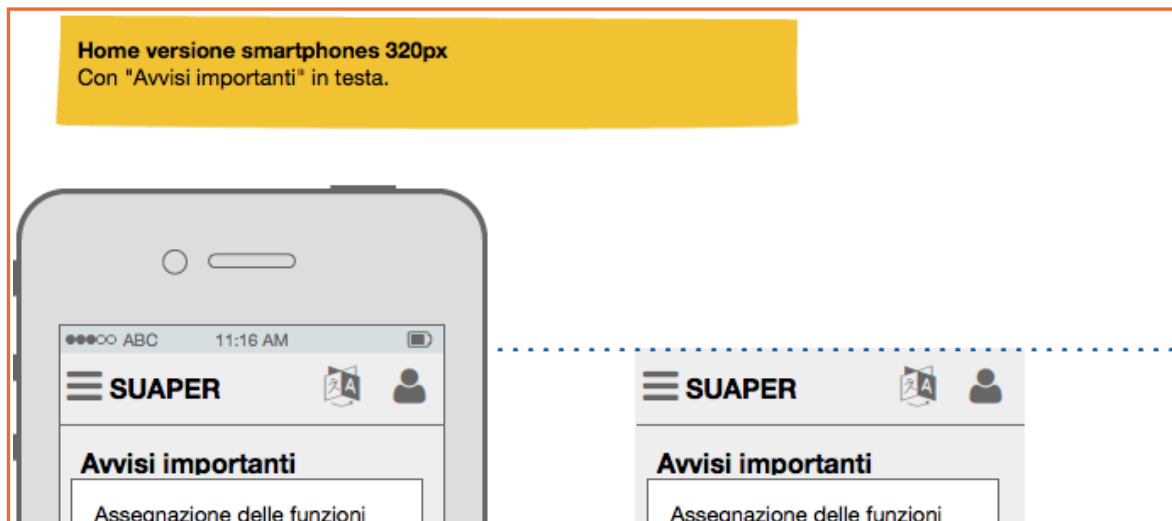 Home versione smartphones 320px
Con "Avvisi importanti" in testa.
ABC 11:16 AM
SUAPER
Avvisi importanti
Assegnazione delle funzioni
SUAPER
Avvisi importanti
Assegnazione delle funzioni